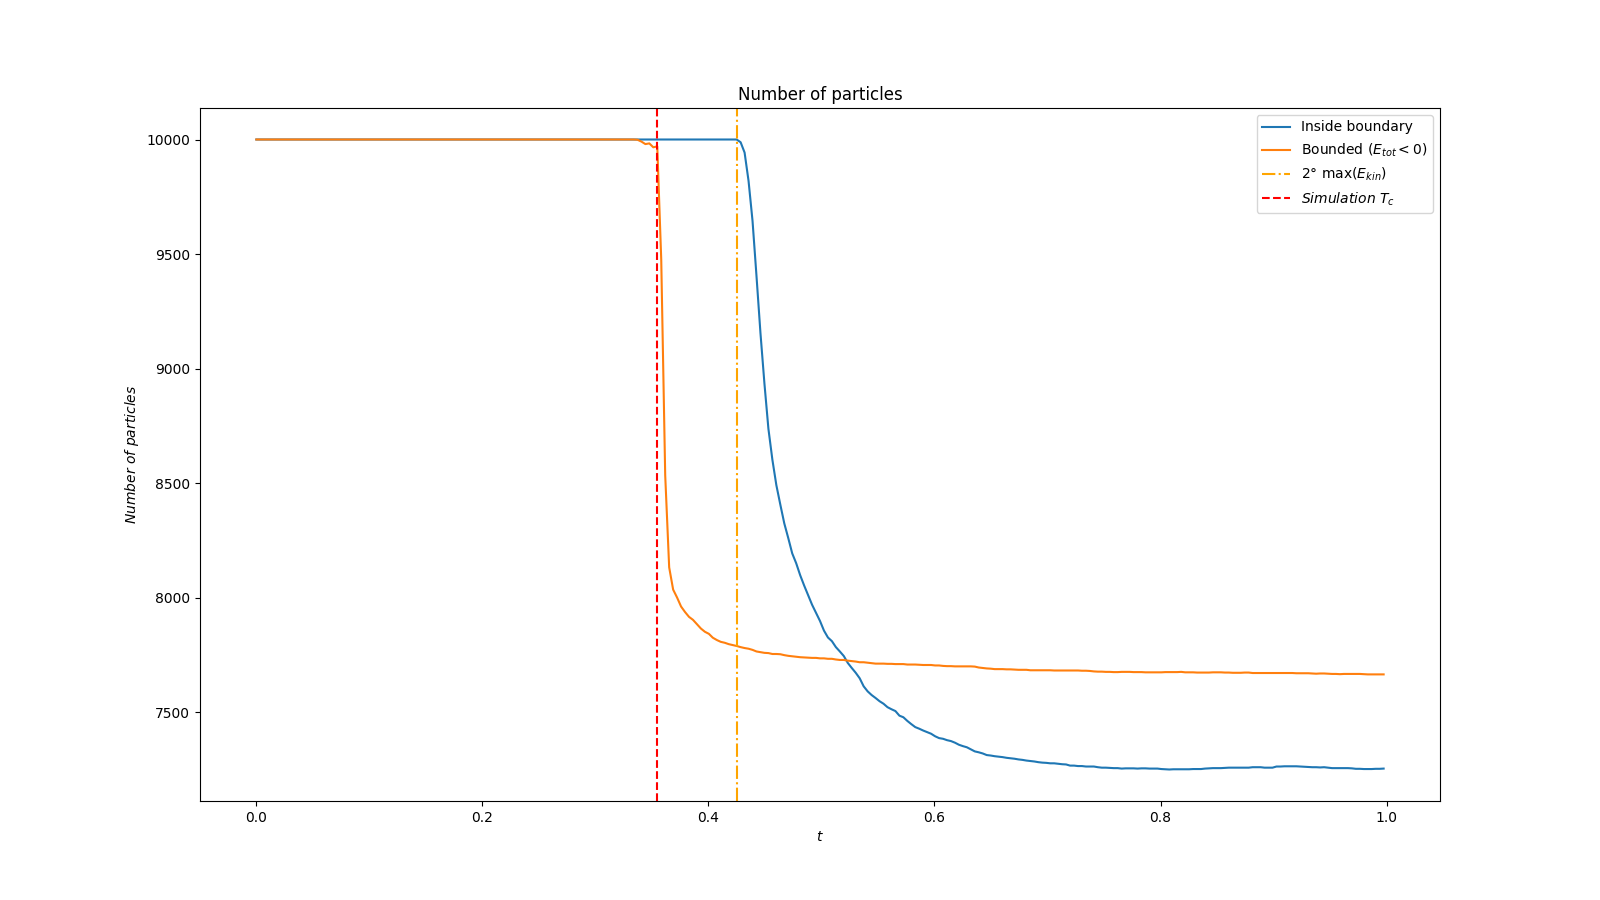 Number of particles
Inside boundary
Bounded (E_tot < 0)
2° max(E_kin)
Simulation T_c
10000
9500
9000
8500
8000
7500
Number of particles
0.0 0.2 0.4 0.6 0.8 1.0
t